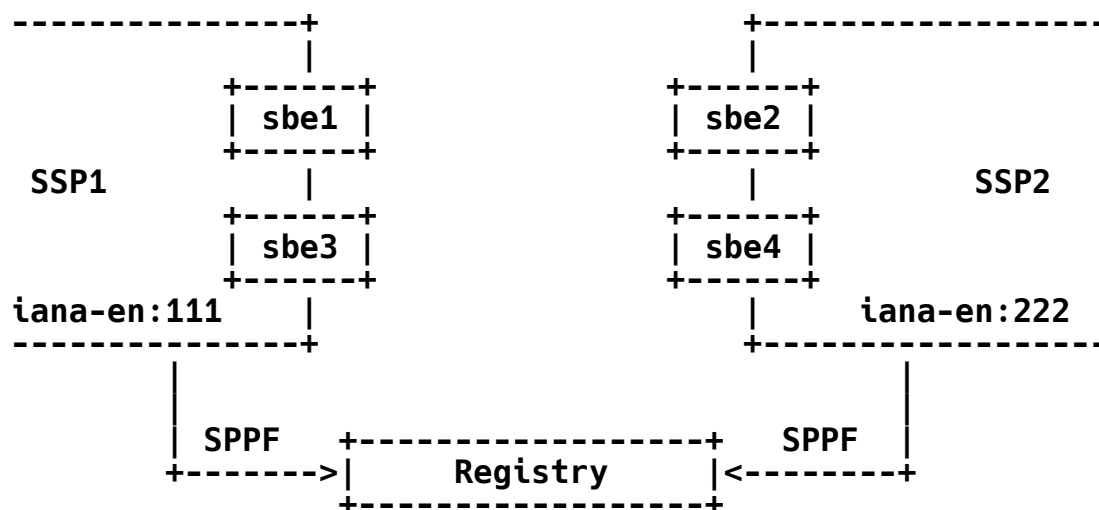 sbe1 sbe2
SSP1 SSP2
sbe3 sbe4
iana-en:111 iana-en:222
SPPF SPPF
Registry